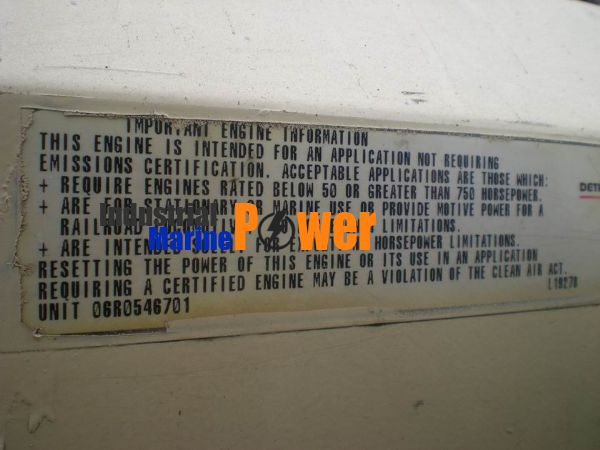 IMPORTANT ENGINE INFORMATION
THIS ENGINE IS INTENDED FOR AN APPLICATION NOT REQUIRING
EMISSIONS CERTIFICATION. ACCEPTABLE APPLICATIONS ARE THOSE WHICH:
+ REQUIRE ENGINES RATED BELOW 50 OR GREATER THAN 750 HORSEPOWER.
+ ARE FOR STATIONARY OR MARINE USE OR PROVIDE MOTIVE POWER FOR A
RAILROAD LIMITATIONS.
+ ARE INTENDED FOR HORSEPOWER LIMITATIONS.
RESETTING THE POWER OF THIS ENGINE OR ITS USE IN AN APPLICATION
REQUIRING A CERTIFIED ENGINE MAY BE A VIOLATION OF THE CLEAN AIR ACT.
UNIT 06R0546701
L19270
DETR
Industrial
Marine
Power